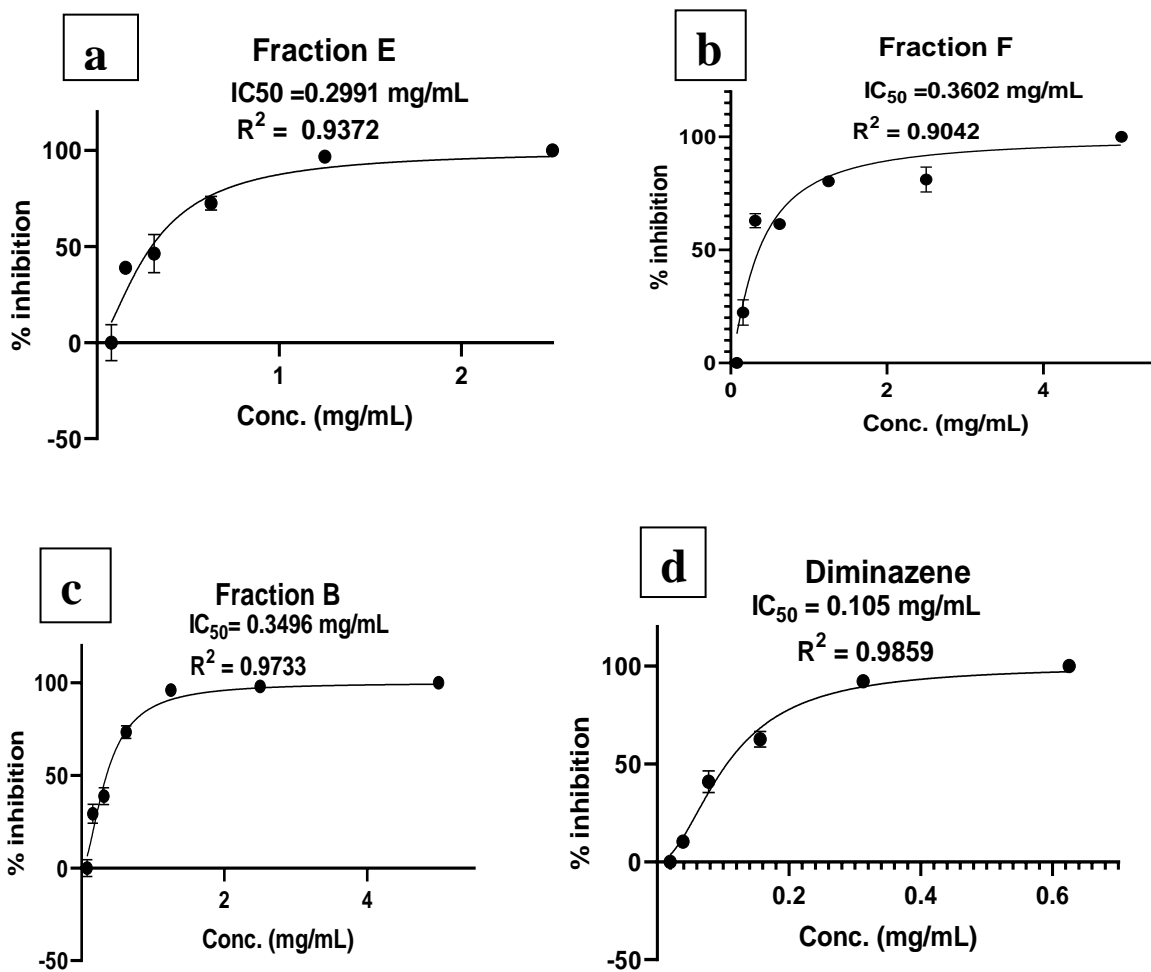 a
Fraction E
IC50 =0.2991 mg/mL
R² = 0.9372
100
50
0
-50
% inhibition
1 2
Conc. (mg/mL)
b
Fraction F
IC₅₀ =0.3602 mg/mL
R² = 0.9042
100
50
0
% inhibition
0 2 4
Conc. (mg/mL)
c
Fraction B
IC₅₀= 0.3496 mg/mL
R² = 0.9733
100
50
0
-50
% inhibition
2 4
Conc. (mg/mL)
d
Diminazene
IC₅₀ = 0.105 mg/mL
R² = 0.9859
100
50
0
-50
% inhibition
0.2 0.4 0.6
Conc. (mg/mL)